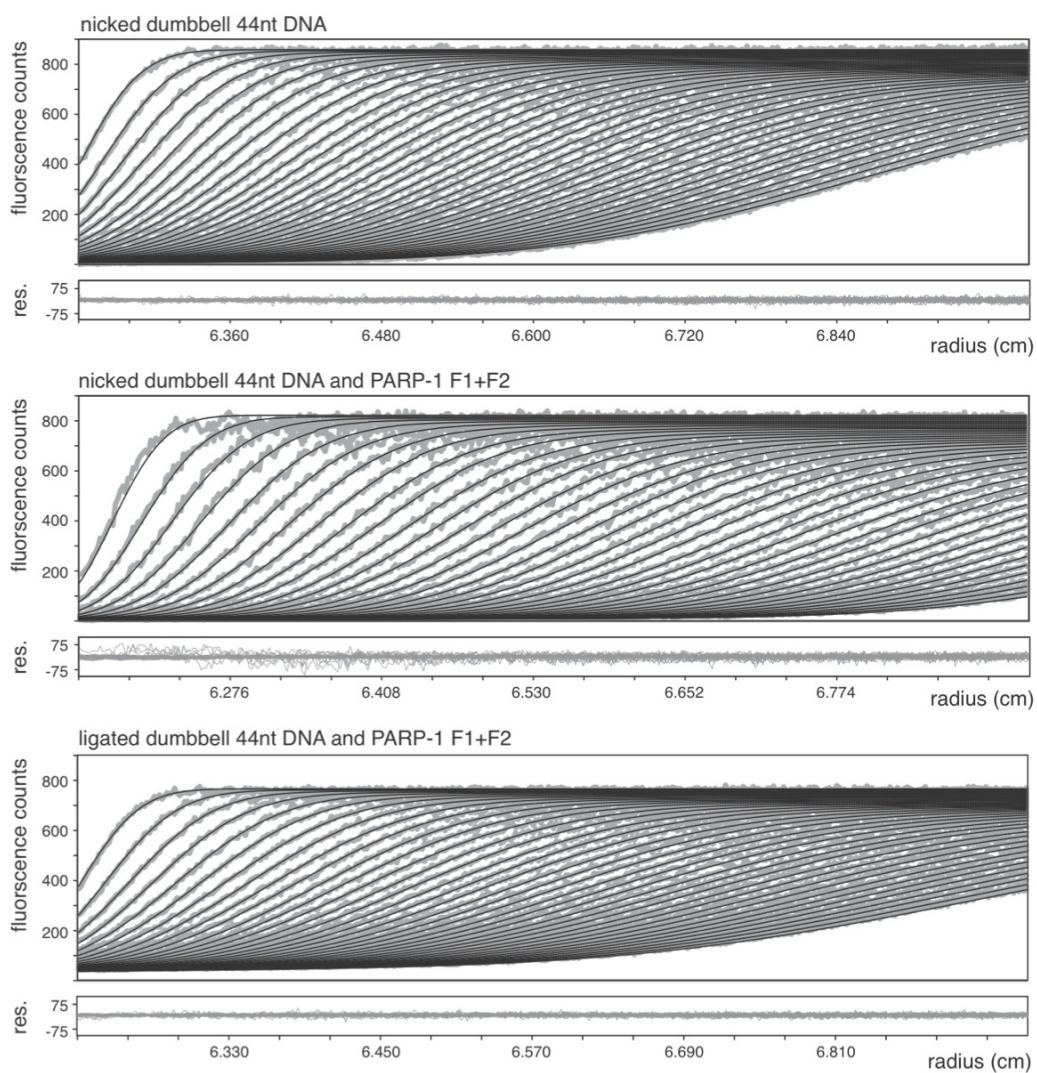 nicked dumbbell 44nt DNA
fluorescence counts
800
600
400
200
res.
75
-75
6.360 6.480 6.600 6.720 6.840
radius (cm)
nicked dumbbell 44nt DNA and PARP-1 F1+F2
fluorescence counts
800
600
400
200
res.
75
-75
6.276 6.408 6.530 6.652 6.774
radius (cm)
ligated dumbbell 44nt DNA and PARP-1 F1+F2
fluorescence counts
800
600
400
200
res.
75
-75
6.330 6.450 6.570 6.690 6.810
radius (cm)